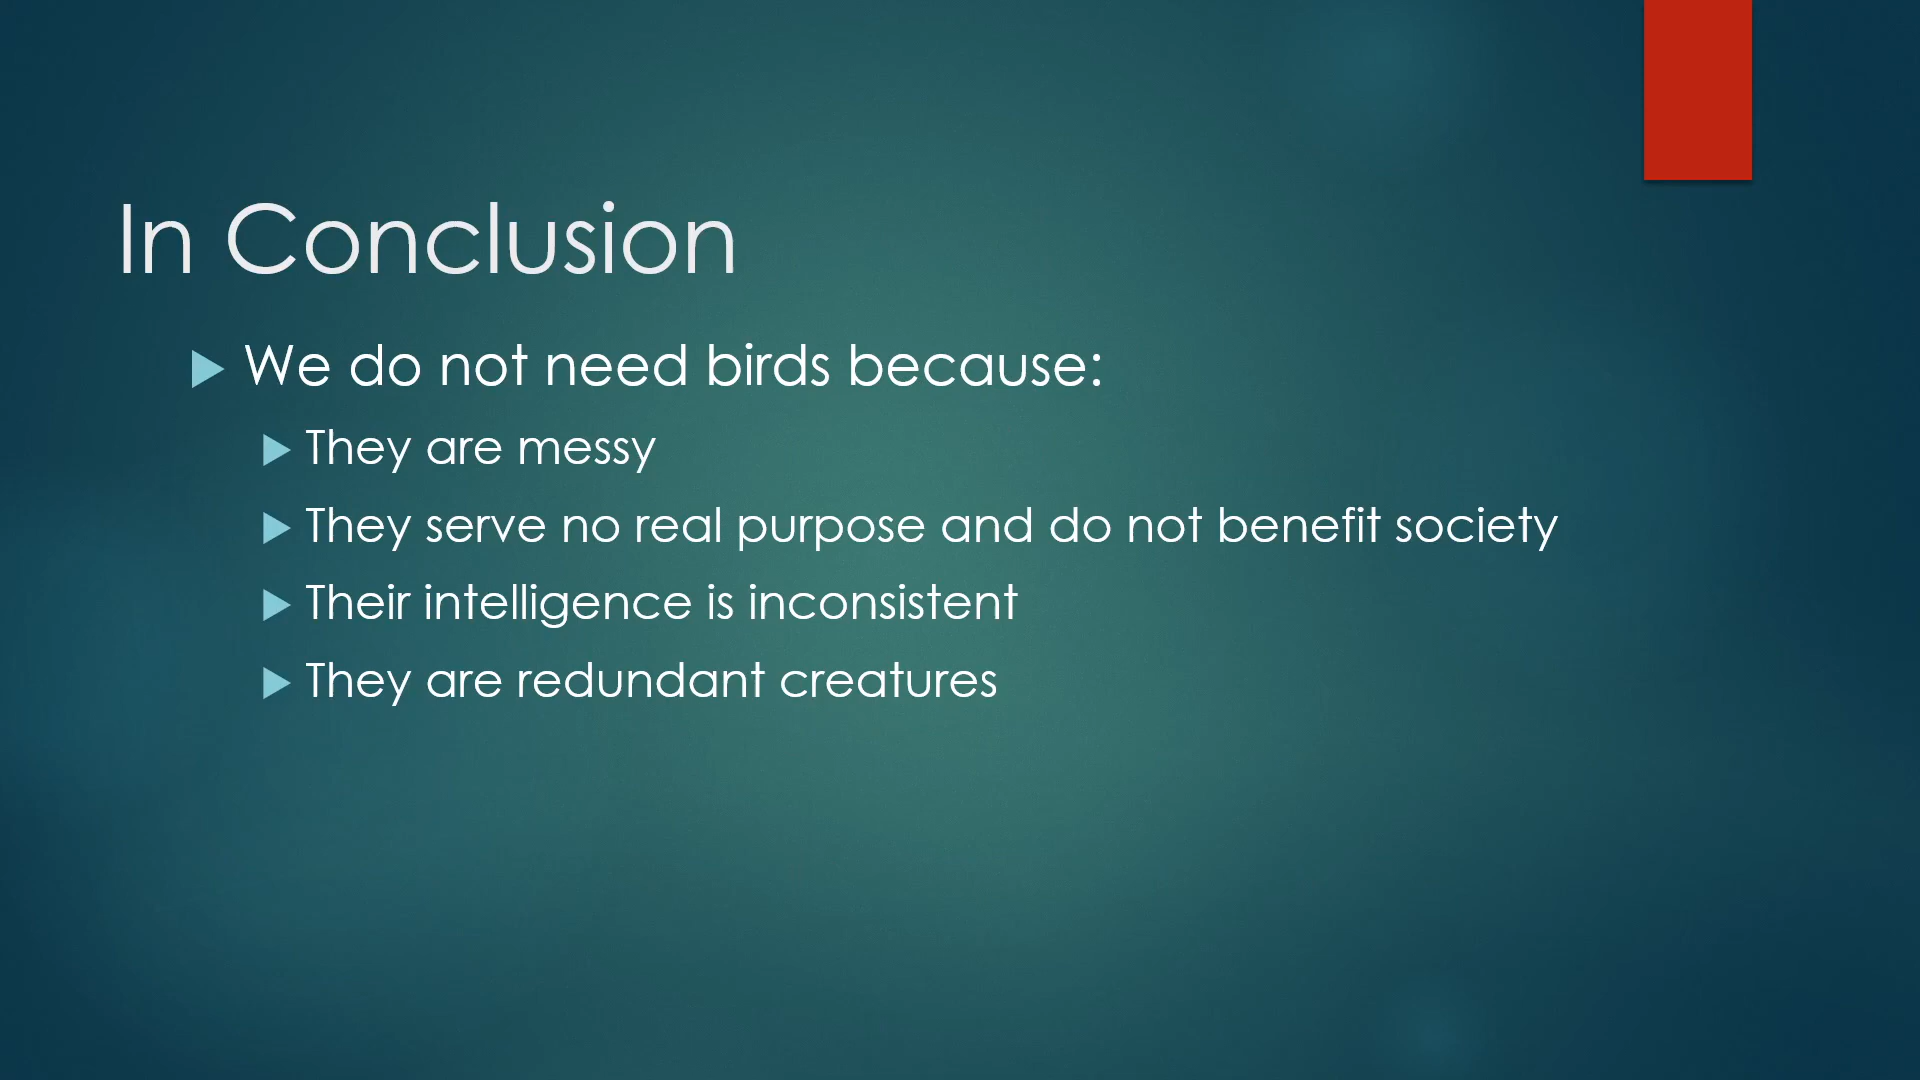 In Conclusion
We do not need birds because:
They are messy
They serve no real purpose and do not benefit society
Their intelligence is inconsistent
They are redundant creatures